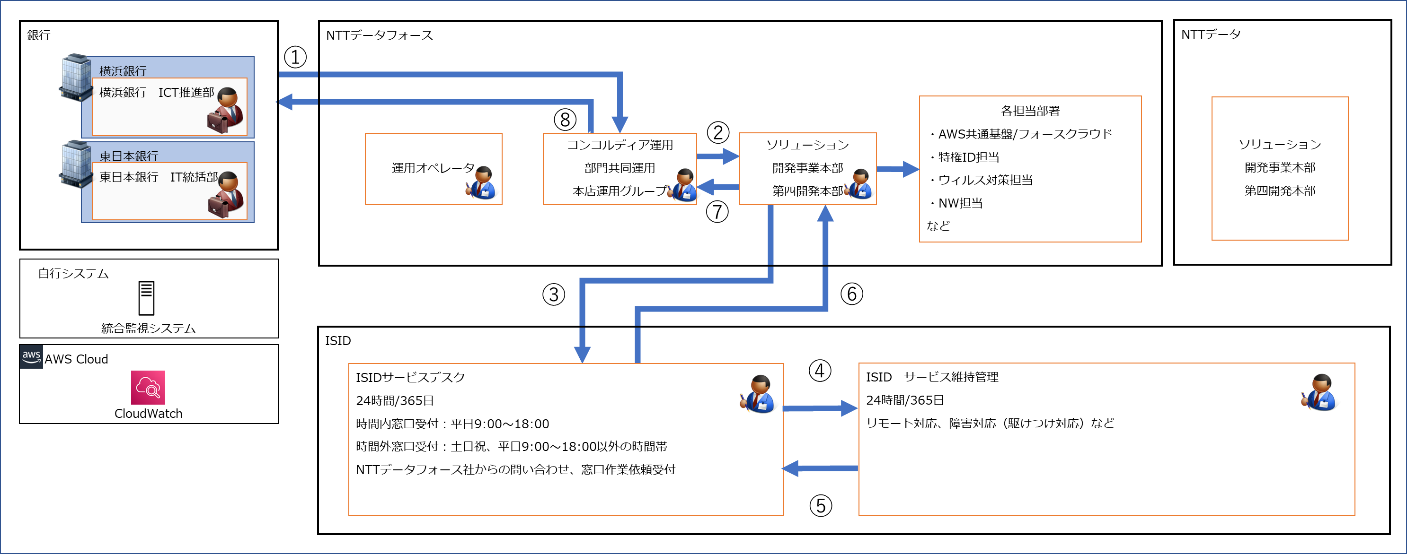 銀行
横浜銀行
横浜銀行　ICT推進部
東日本銀行
東日本銀行　IT統括部
自行システム
統合監視システム
aws
AWS Cloud
CloudWatch
①
⑧
NTTデータフォース
運用オペレータ
コンコルディア運用
部門共同運用
本店運用グループ
②
⑦
ソリューション
開発事業本部
第四開発本部
各担当部署
・AWS共通基盤/フォースクラウド
・特権ID担当
・ウィルス対策担当
・NW担当
など
NTTデータ
ソリューション
開発事業本部
第四開発本部
③
⑥
ISID
ISIDサービスデスク
24時間/365日
時間内窓口受付：平日9:00～18:00
時間外窓口受付：土日祝、平日9:00～18:00以外の時間帯
NTTデータフォース社からの問い合わせ、窓口作業依頼受付
④
⑤
ISID　サービス維持管理
24時間/365日
リモート対応、障害対応（駆けつけ対応）など